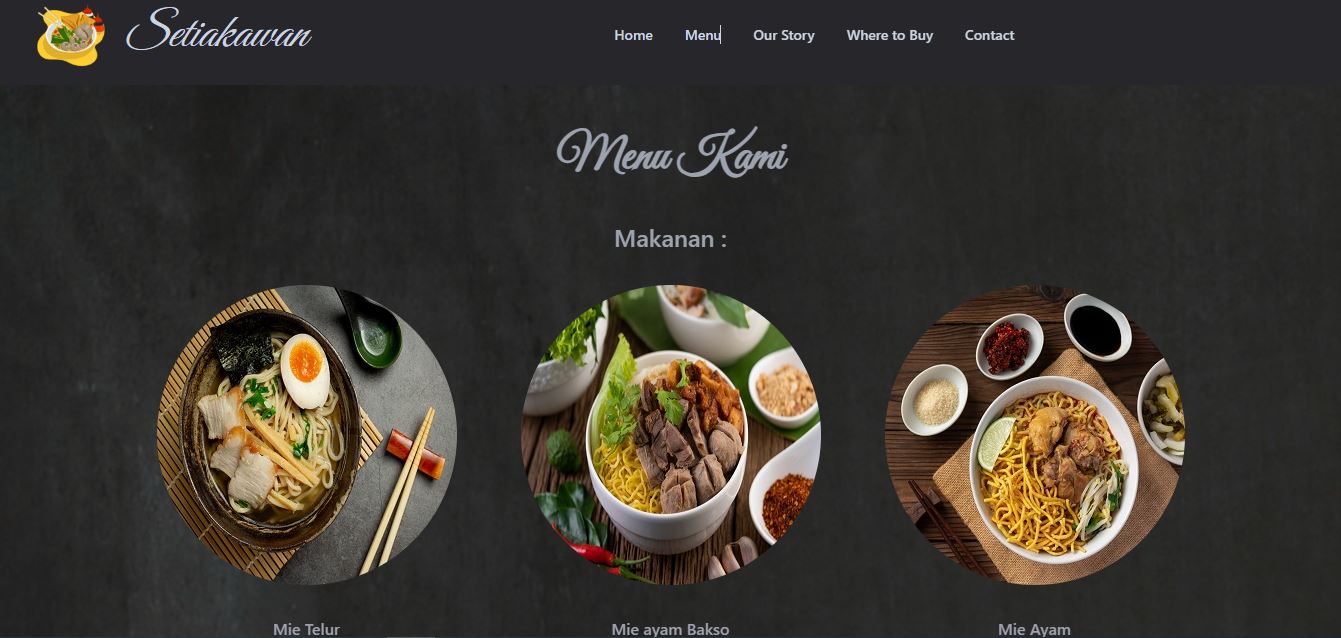 Setiakawan
Home Menu Our Story Where to Buy Contact
Menu Kami
Makanan :
Mie Telur
Mie ayam Bakso
Mie Ayam